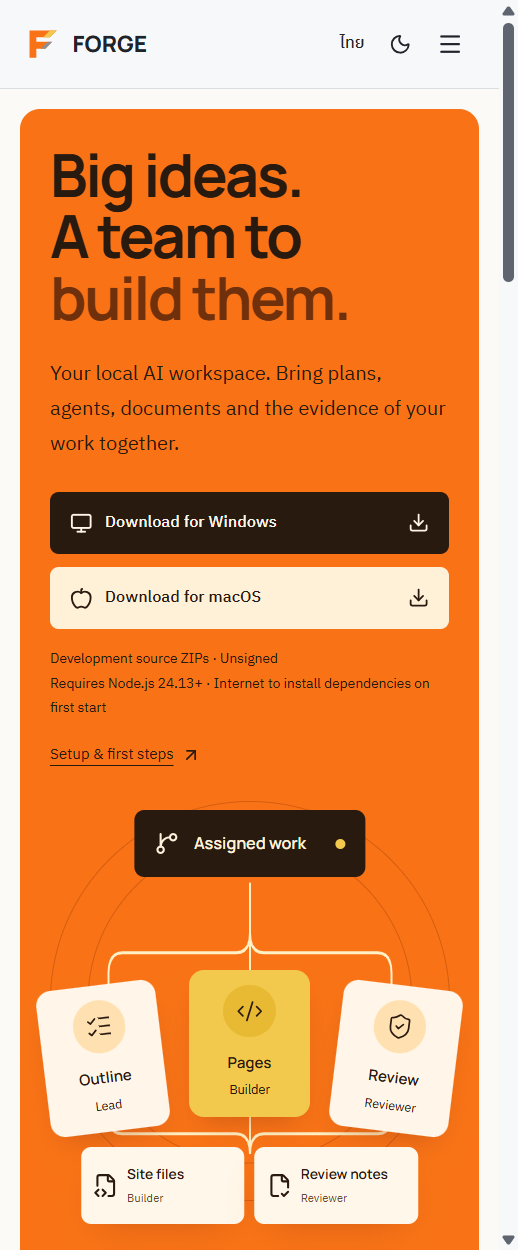 FORGE
ไทย
Big ideas.
A team to
build them.
Your local AI workspace. Bring plans,
agents, documents and the evidence of your
work together.
Download for Windows
Download for macOS
Development source ZIPs · Unsigned
Requires Node.js 24.13+ · Internet to install dependencies on
first start
Setup & first steps
Assigned work
Outline
Lead
Pages
Builder
Review
Reviewer
Site files
Builder
Review notes
Reviewer